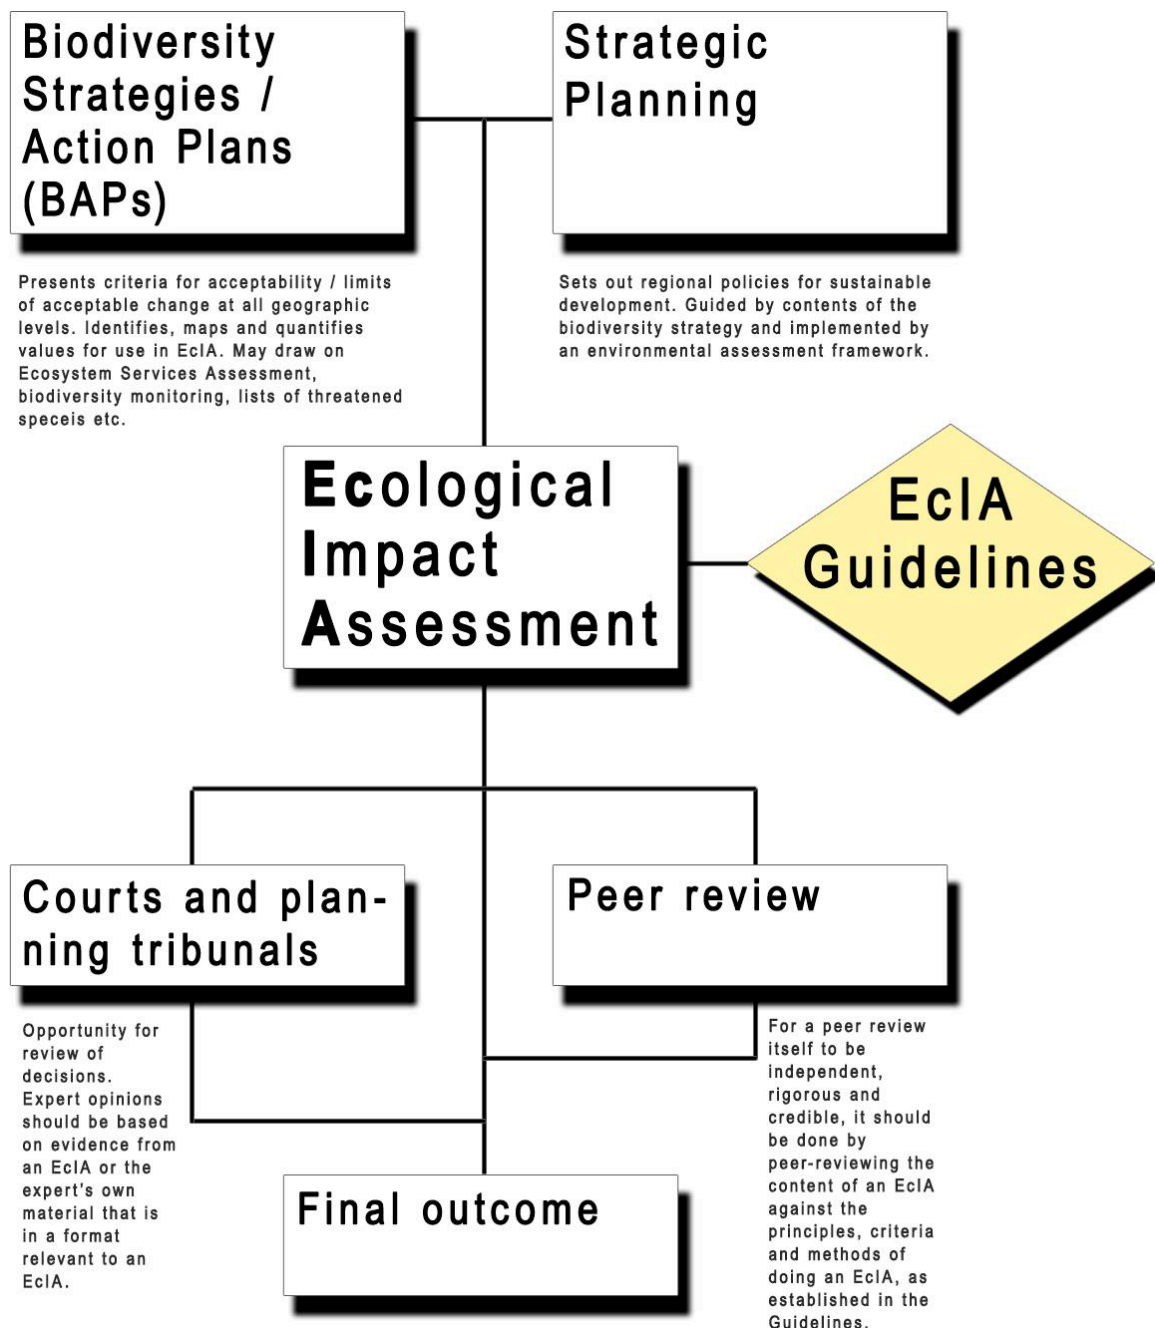 Biodiversity
Strategies /
Action Plans
(BAPs)
Strategic
Planning
Presents criteria for acceptability / limits
of acceptable change at all geographic
levels. Identifies, maps and quantifies
values for use in EcIA. May draw on
Ecosystem Services Assessment,
biodiversity monitoring, lists of threatened
speceis etc.
Sets out regional policies for sustainable
development. Guided by contents of the
biodiversity strategy and implemented by
an environmental assessment framework.
Ecological
Impact
Assessment
EcIA
Guidelines
Courts and plan-
ning tribunals
Peer review
Opportunity for
review of
decisions.
Expert opinions
should be based
on evidence from
an EcIA or the
expert's own
material that is
in a format
relevant to an
EcIA.
For a peer review
itself to be
independent,
rigorous and
credible, it should
be done by
peer-reviewing the
content of an EcIA
against the
principles, criteria
and methods of
doing an EcIA, as
established in the
Guidelines.
Final outcome